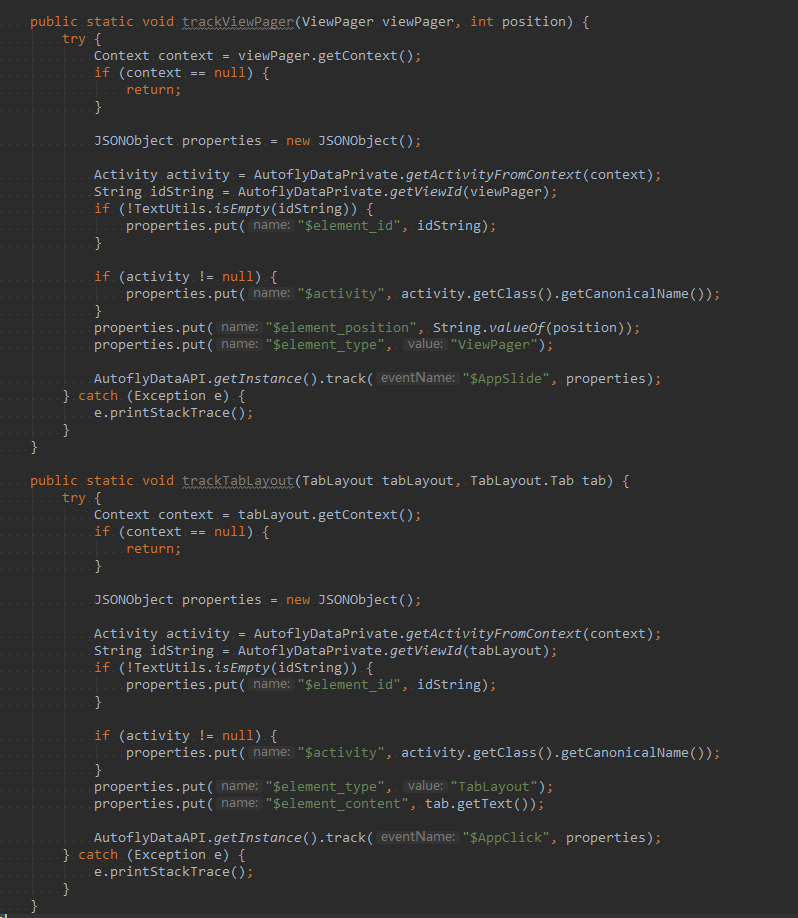 public static void trackViewPager(ViewPager viewPager, int position) {
try {
Context context = viewPager.getContext();
if (context == null) {
return;
}
JSONObject properties = new JSONObject();
Activity activity = AutoflyDataPrivate.getActivityFromContext(context);
String idString = AutoflyDataPrivate.getViewId(viewPager);
if (!TextUtils.isEmpty(idString)) {
properties.put( name: "$element_id", idString);
}
if (activity != null) {
properties.put( name: "$activity", activity.getClass().getCanonicalName());
}
properties.put( name: "$element_position", String.valueOf(position));
properties.put( name: "$element_type", value: "ViewPager");
AutoflyDataAPI.getInstance().track( eventName: "$AppSlide", properties);
} catch (Exception e) {
e.printStackTrace();
}
}
public static void trackTabLayout(TabLayout tabLayout, TabLayout.Tab tab) {
try {
Context context = tabLayout.getContext();
if (context == null) {
return;
}
JSONObject properties = new JSONObject();
Activity activity = AutoflyDataPrivate.getActivityFromContext(context);
String idString = AutoflyDataPrivate.getViewId(tabLayout);
if (!TextUtils.isEmpty(idString)) {
properties.put( name: "$element_id", idString);
}
if (activity != null) {
properties.put( name: "$activity", activity.getClass().getCanonicalName());
}
properties.put( name: "$element_type", value: "TabLayout");
properties.put( name: "$element_content", tab.getText());
AutoflyDataAPI.getInstance().track( eventName: "$AppClick", properties);
} catch (Exception e) {
e.printStackTrace();
}
}